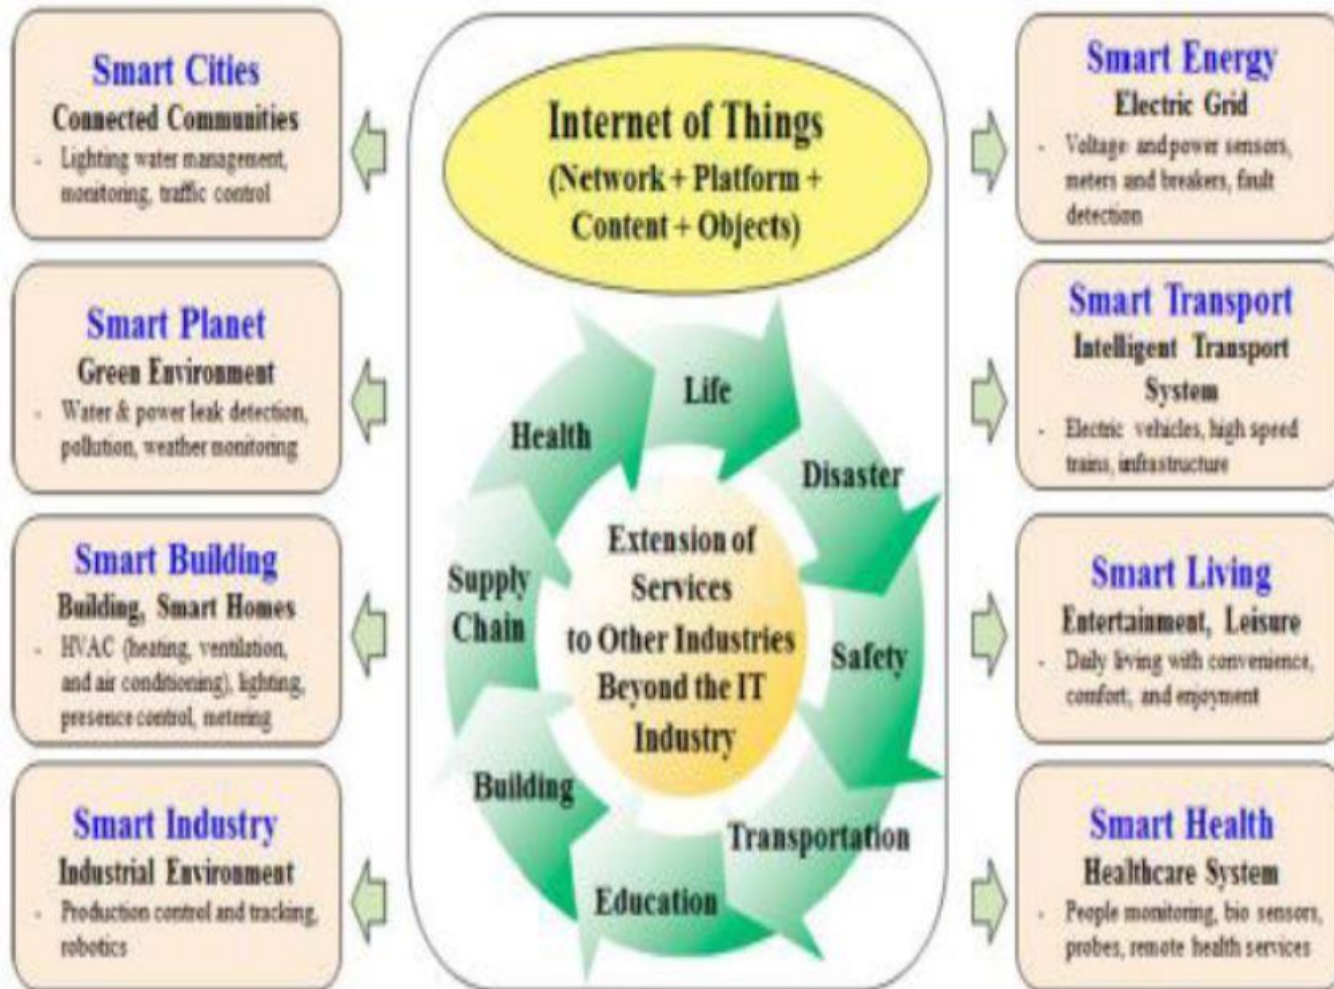 Smart Cities
Connected Communities
- Lighting water management,
monitoring, traffic control
Smart Planet
Green Environment
- Water & power leak detection,
pollution, weather monitoring
Smart Building
Building, Smart Homes
- HVAC (heating, ventilation,
and air conditioning), lighting,
presence control, metering
Smart Industry
Industrial Environment
- Production control and tracking,
robotics
Internet of Things
(Network + Platform +
Content + Objects)
Life
Disaster
Safety
Transportation
Education
Building
Supply
Chain
Health
Extension of
Services
to Other Industries
Beyond the IT
Industry
Smart Energy
Electric Grid
- Voltage and power sensors,
meters and breakers, fault
detection
Smart Transport
Intelligent Transport
System
- Electric vehicles, high speed
trains, infrastructure
Smart Living
Entertainment, Leisure
- Daily living with convenience,
comfort, and enjoyment
Smart Health
Healthcare System
- People monitoring, bio sensors,
probes, remote health services